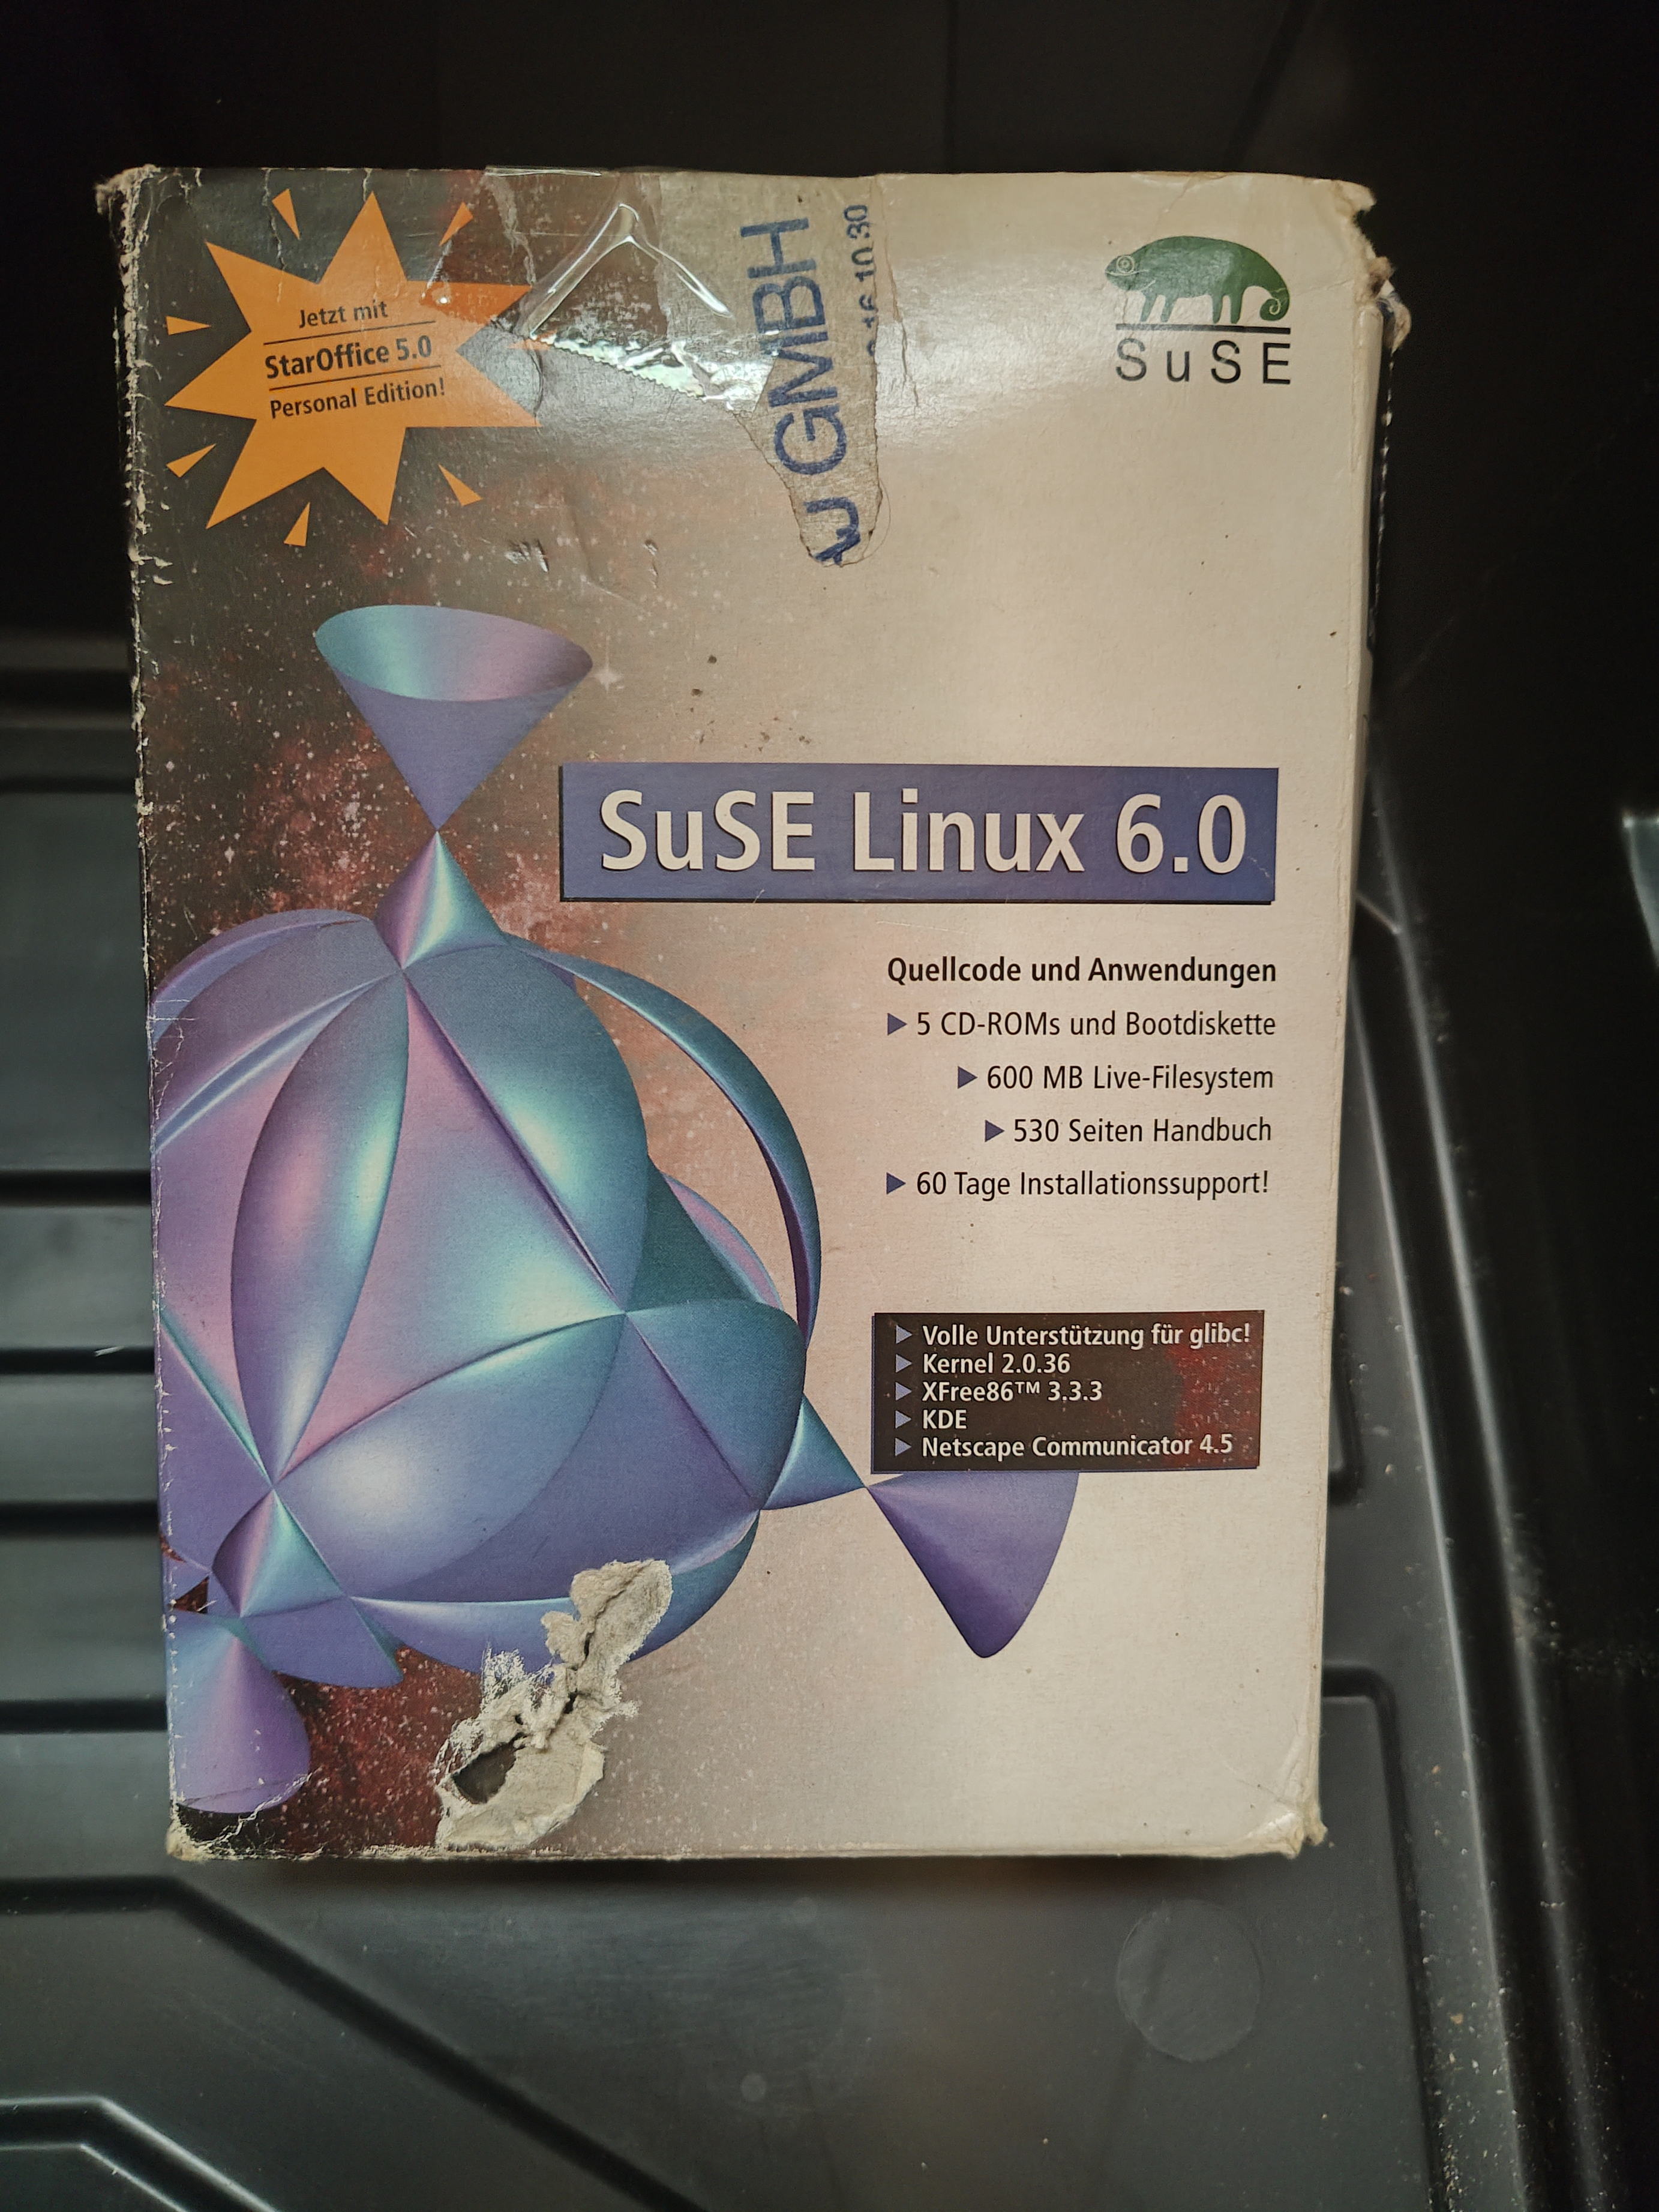 Jetzt mit
StarOffice 5.0
Personal Edition!
GMBH
10.30
SuSE
SuSE Linux 6.0
Quellcode und Anwendungen
5 CD-ROMs und Bootdiskette
600 MB Live-Filesystem
530 Seiten Handbuch
60 Tage Installationssupport!
Volle Unterstützung für glibc!
Kernel 2.0.36
XFree86™ 3.3.3
KDE
Netscape Communicator 4.5